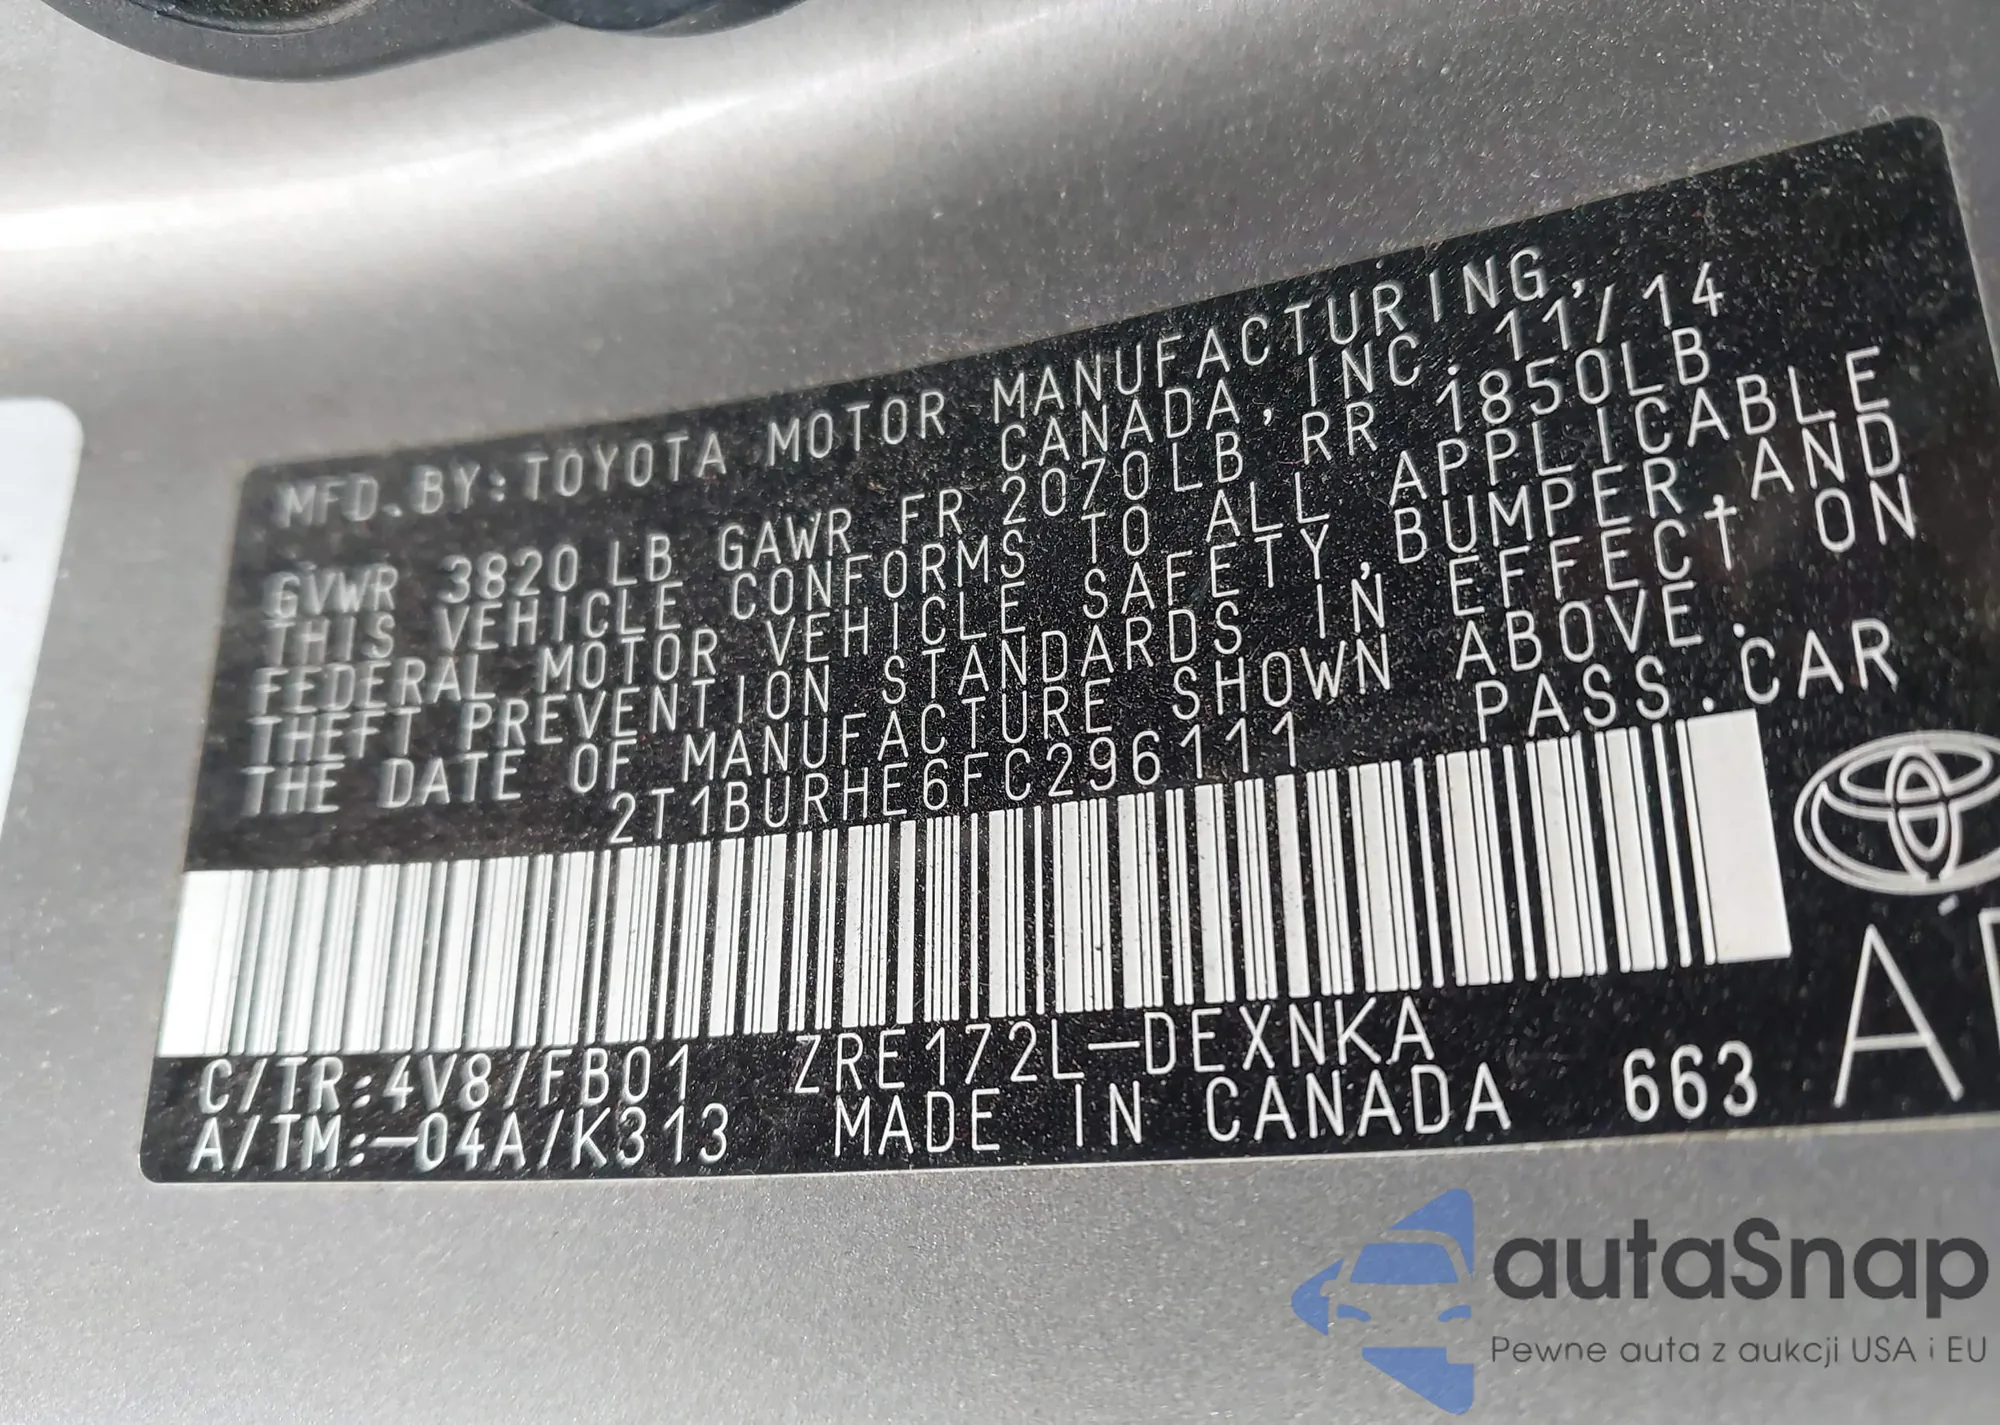 MFD. BY: TOYOTA MOTOR MANUFACTURING,
CANADA, INC. 11/14
GVWR 3820 LB GAWR FR 2070LB RR 1850LB
THIS VEHICLE CONFORMS TO ALL APPLICABLE
FEDERAL MOTOR VEHICLE SAFETY, BUMPER, AND
THEFT PREVENTION STANDARDS IN EFFECT ON
THE DATE OF MANUFACTURE SHOWN ABOVE.
2T1BURHE6FC296111 PASS. CAR
C/TR: 4V8/FB01 ZRE172L-DEXNKA
A/TM: -04A/K313 MADE IN CANADA 663
autaSnap
Pewne auta z aukcji USA i EU